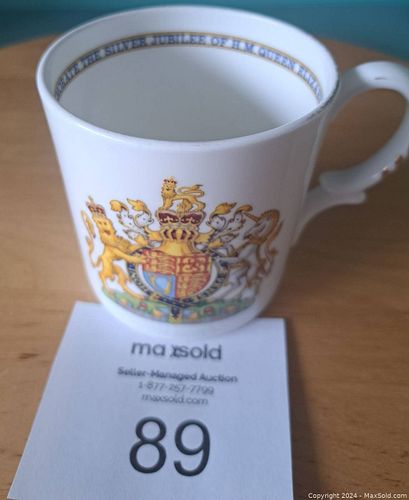 THE SILVER JUBILEE OF H.M. QUEEN
maxsold
Seller-Managed Auction
1-877-257-7799
maxsold.com
89
Copyright 2024 - MaxSold.com